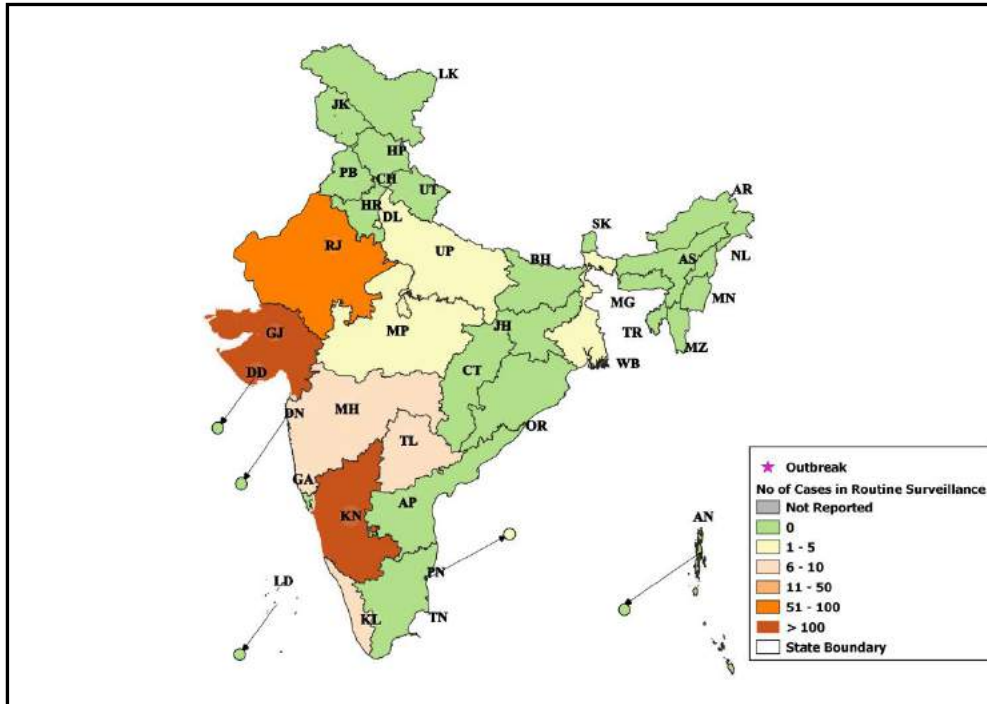 LK
JK
HP
PB
CH
UT
HR
DL
AR
SK
RJ
UP
BH
AS
NL
MG
MN
GJ
MP
JH
TR
MZ
WB
DD
CT
DN
MH
OR
TL
GA
AP
KN
AN
PN
LD
KL
TN
Outbreak
No of Cases in Routine Surveillance
Not Reported
0
1 - 5
6 - 10
11 - 50
51 - 100
> 100
State Boundary